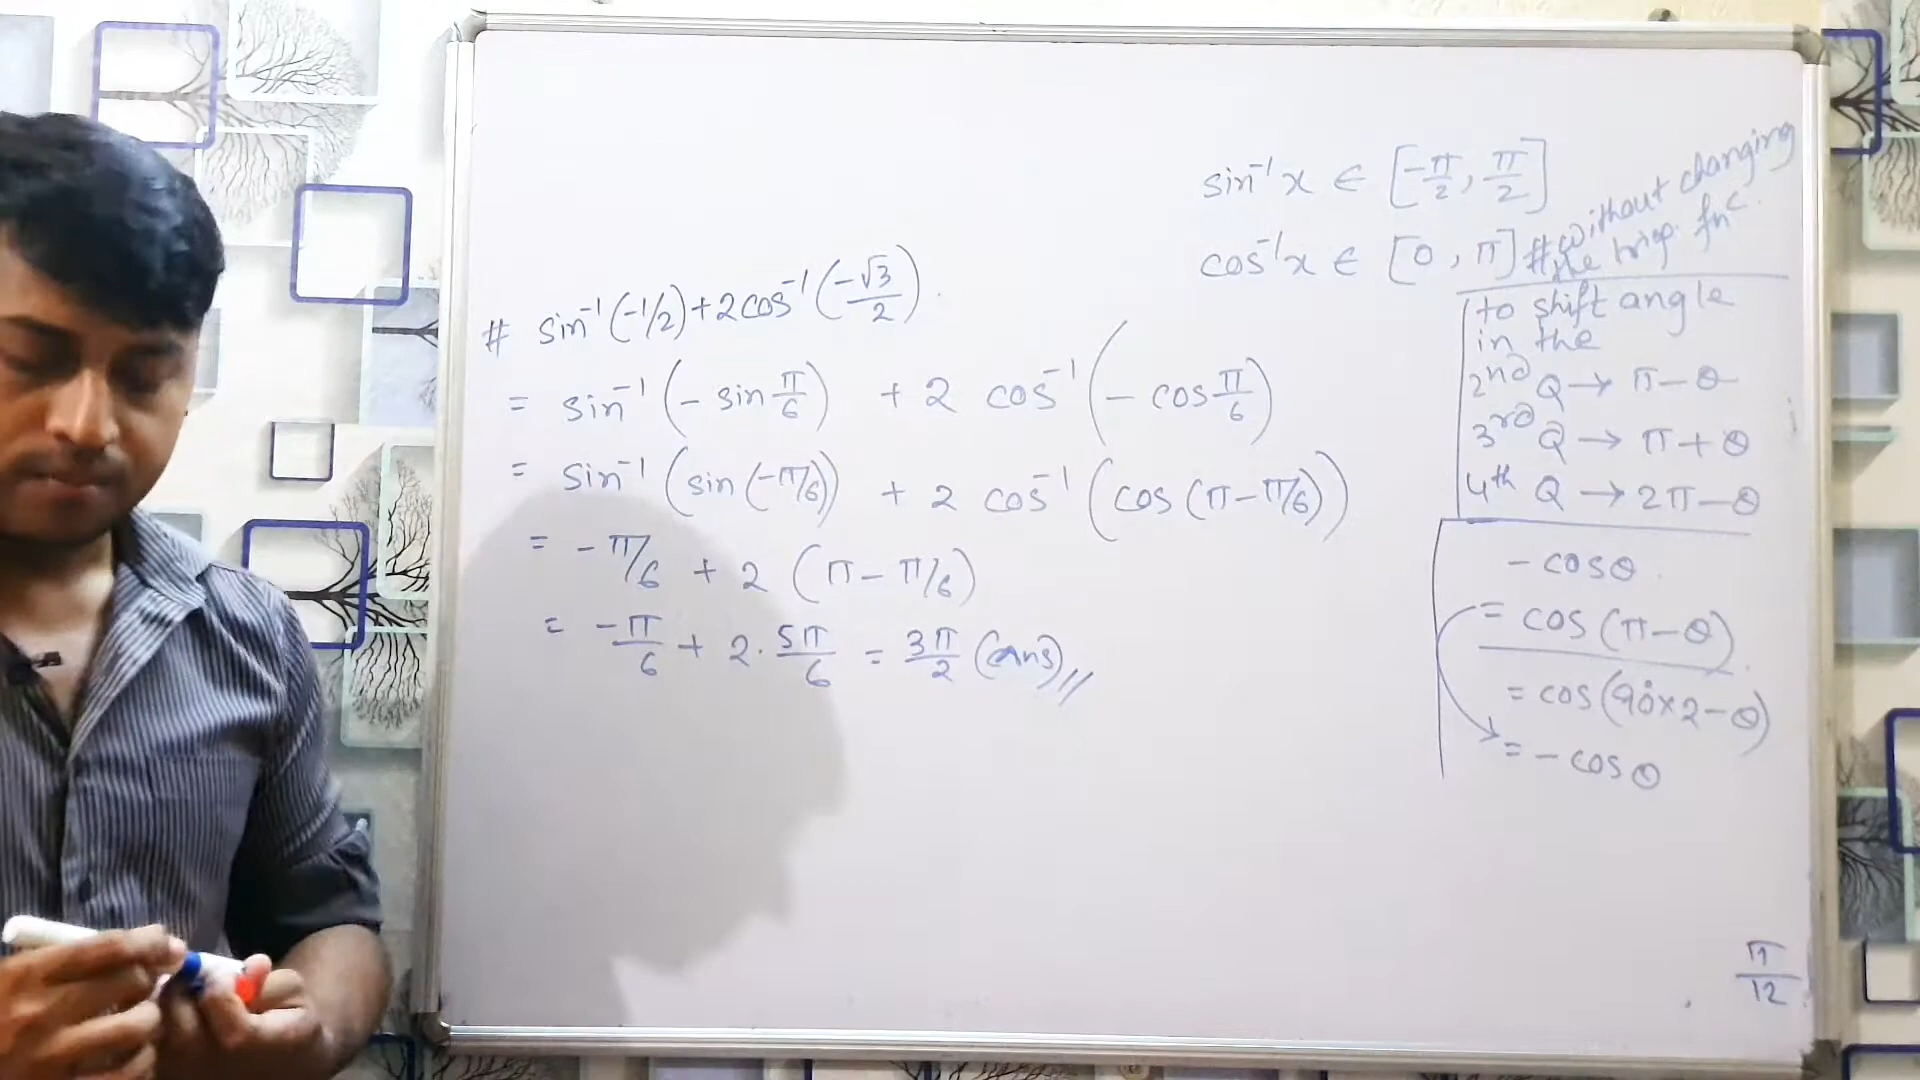 sin⁻¹x ∈ [-π/2, π/2]
cos⁻¹x ∈ [0, π] # without changing
the trig. fnᶜ.
to shift angle
in the
2nd Q → π-θ
3rd Q → π+θ
4th Q → 2π-θ
# sin⁻¹(-1/2)+2cos⁻¹(-√3/2).
= sin⁻¹(-sin π/6) + 2 cos⁻¹(-cos π/6)
= sin⁻¹(sin(-π/6)) + 2 cos⁻¹(cos(π-π/6))
= -π/6 + 2 (π-π/6)
= -π/6 + 2. 5π/6 = 3π/2 (ans)//
-cosθ
= cos(π-θ)
= cos(90°×2-θ)
= -cosθ
π/12